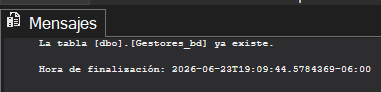 Mensajes
La tabla [dbo].[Gestores_bd] ya existe.
Hora de finalización: 2026-06-23T19:09:44.5784369-06:00